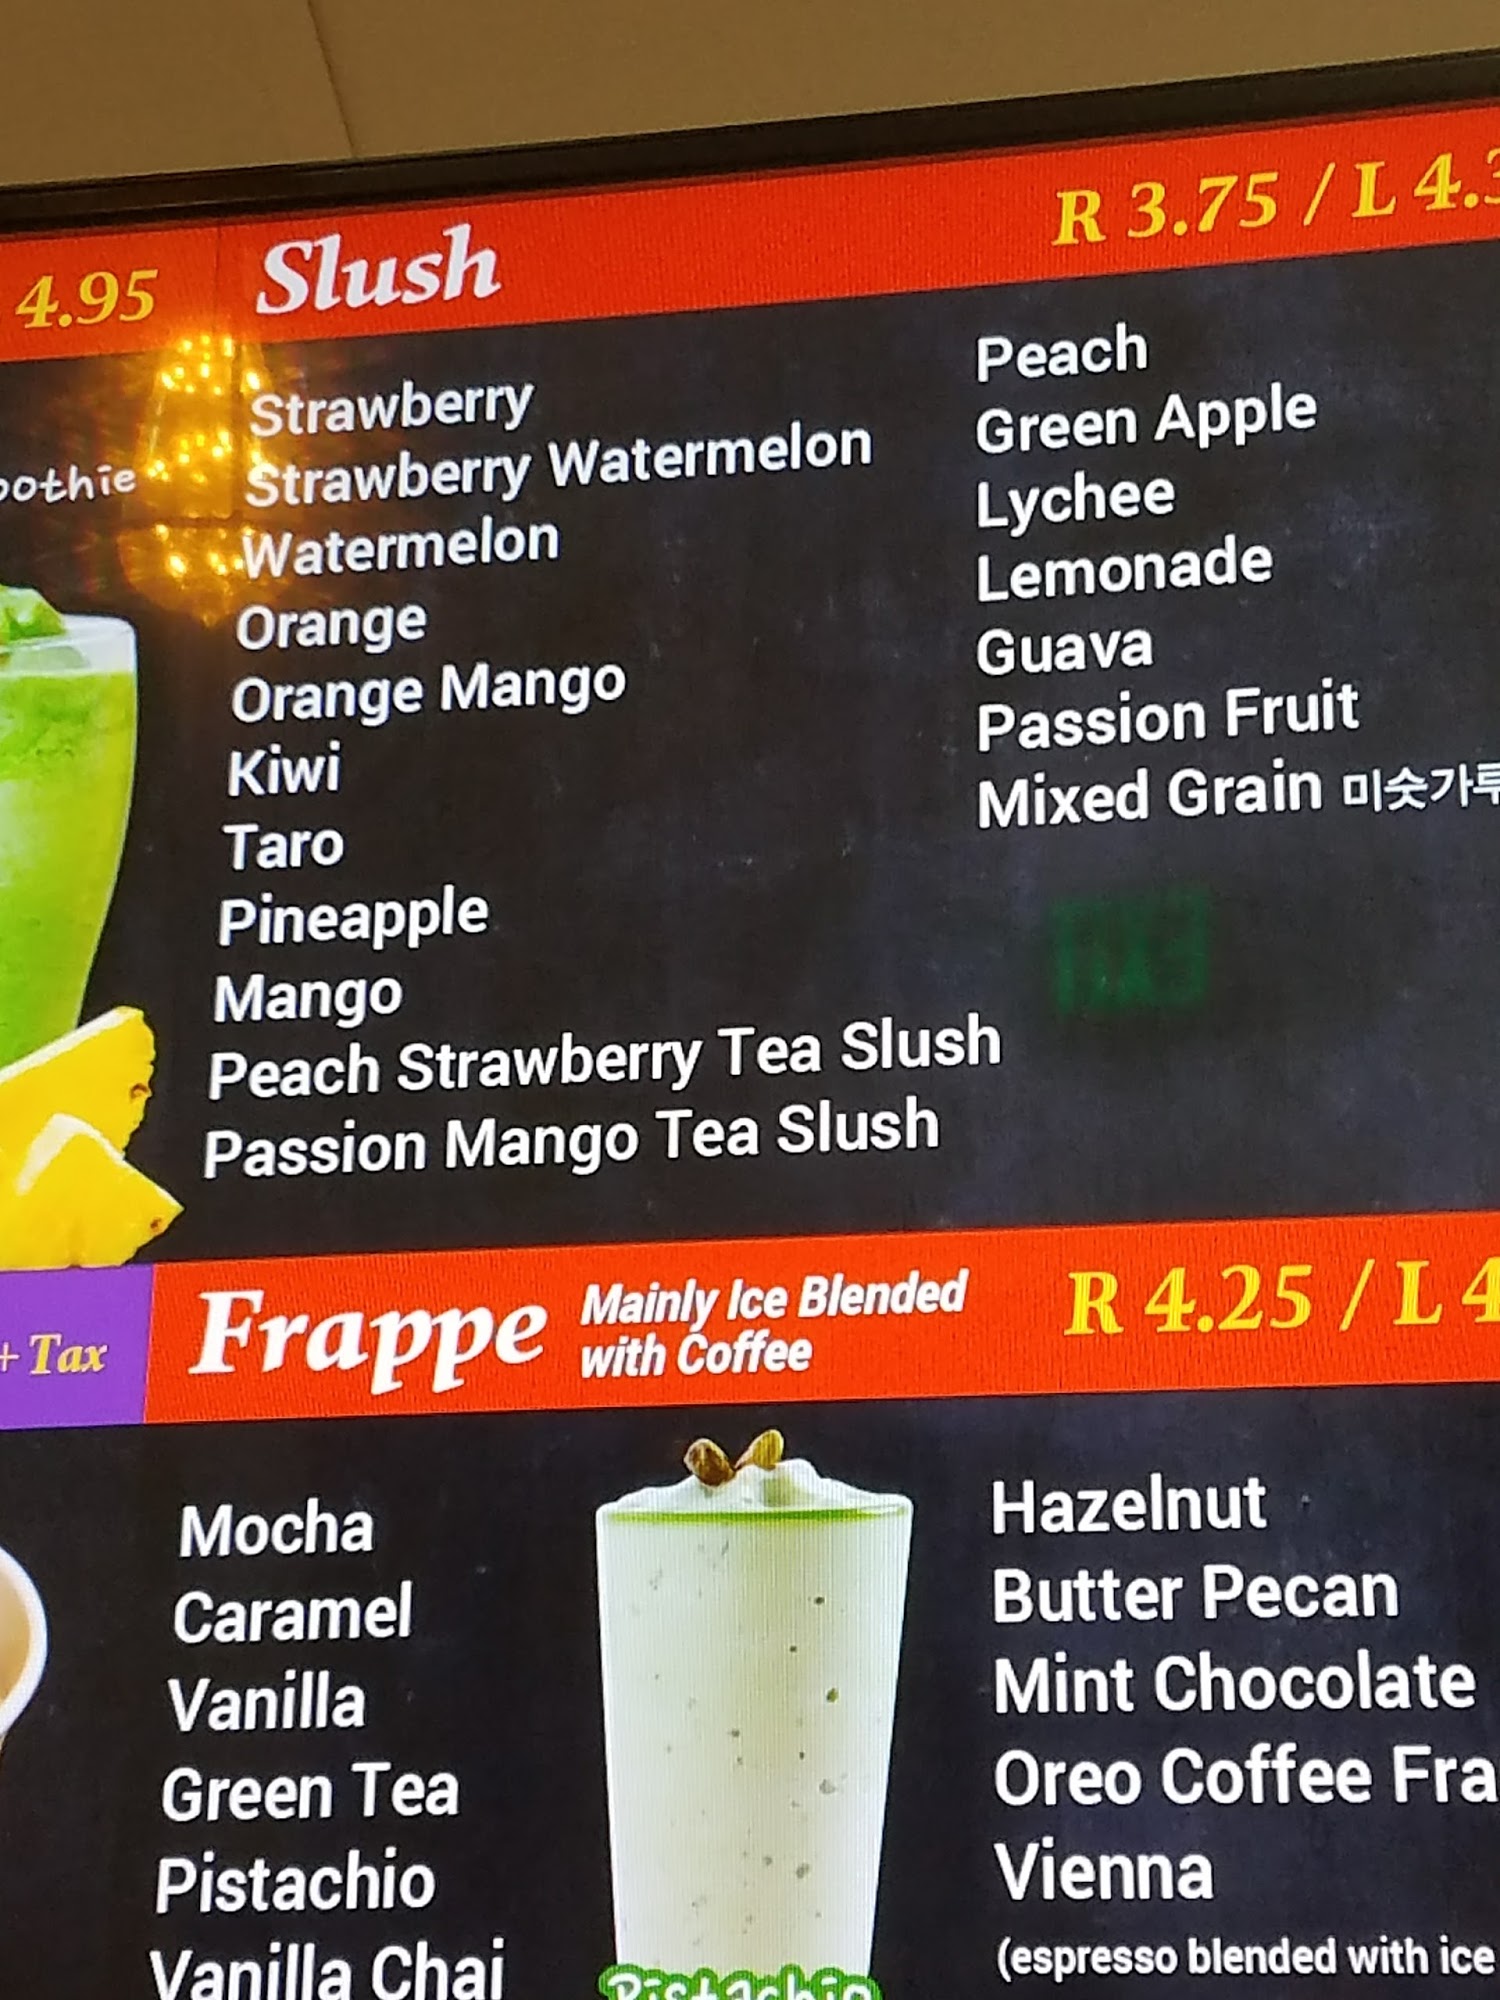 4.95
Slush
R 3.75 / L 4.3
Strawberry
Strawberry Watermelon
Watermelon
Orange
Orange Mango
Kiwi
Taro
Pineapple
Mango
Peach Strawberry Tea Slush
Passion Mango Tea Slush
Peach
Green Apple
Lychee
Lemonade
Guava
Passion Fruit
Mixed Grain 미숫가루
oothie
+ Tax
Frappe
Mainly Ice Blended
with Coffee
R 4.25 / L 4
Mocha
Caramel
Vanilla
Green Tea
Pistachio
Vanilla Chai
Pistachio
Hazelnut
Butter Pecan
Mint Chocolate
Oreo Coffee Fra
Vienna
(espresso blended with ice